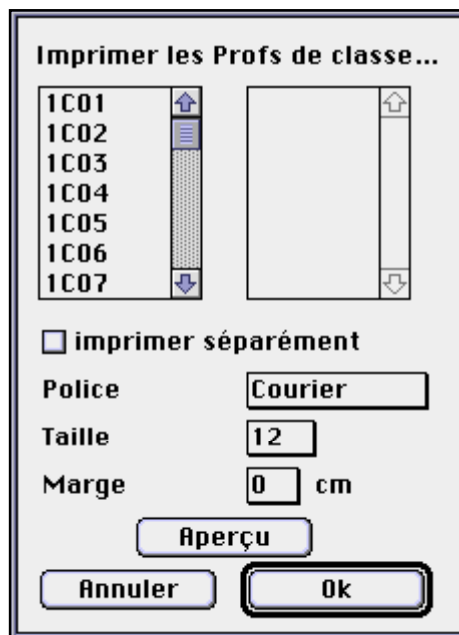 Imprimer les Profs de classe...
1C01
1C02
1C03
1C04
1C05
1C06
1C07
imprimer séparément
Police Courier
Taille 12
Marge 0 cm
Aperçu
Annuler Ok